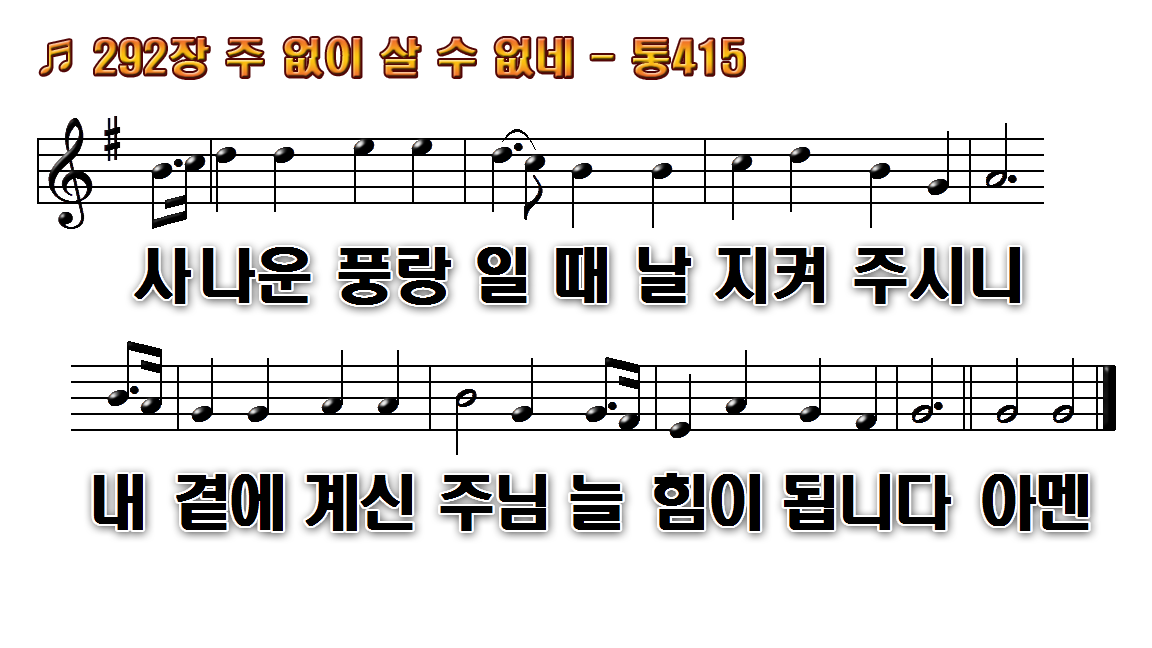 ♬ 292장 주 없이 살 수 없네 - 통415
사나운 풍랑 일 때 날 지켜 주시니
내 곁에 계신 주님 늘 힘이 됩니다 아멘